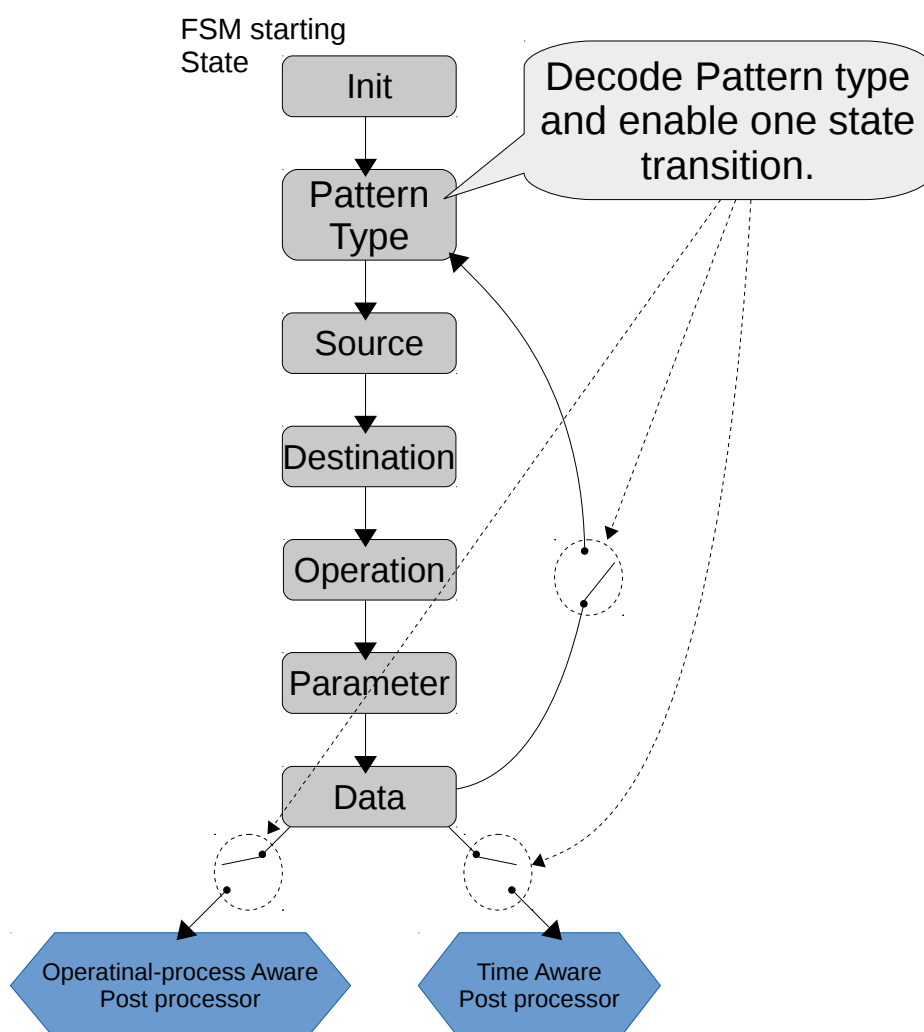 FSM starting
State
Init
Decode Pattern type
and enable one state
transition.
Pattern
Type
Source
Destination
Operation
Parameter
Data
Operatinal-process Aware
Post processor
Time Aware
Post processor